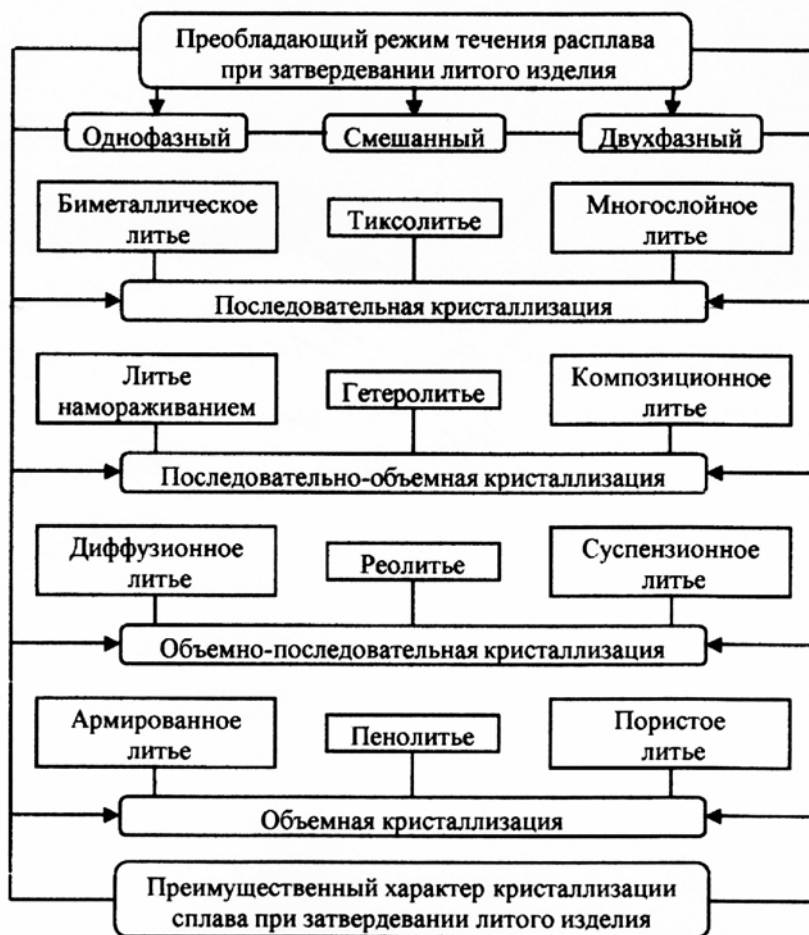 Преобладающий режим течения расплава
при затвердевании литого изделия
Однофазный
Смешанный
Двухфазный
Биметаллическое
литье
Тиксолитье
Многослойное
литье
Последовательная кристаллизация
Литье
намораживанием
Гетеролитье
Композиционное
литье
Последовательно-объемная кристаллизация
Диффузионное
литье
Реолитье
Суспензионное
литье
Объемно-последовательная кристаллизация
Армированное
литье
Пенолитье
Пористое
литье
Объемная кристаллизация
Преимущественный характер кристаллизации
сплава при затвердевании литого изделия